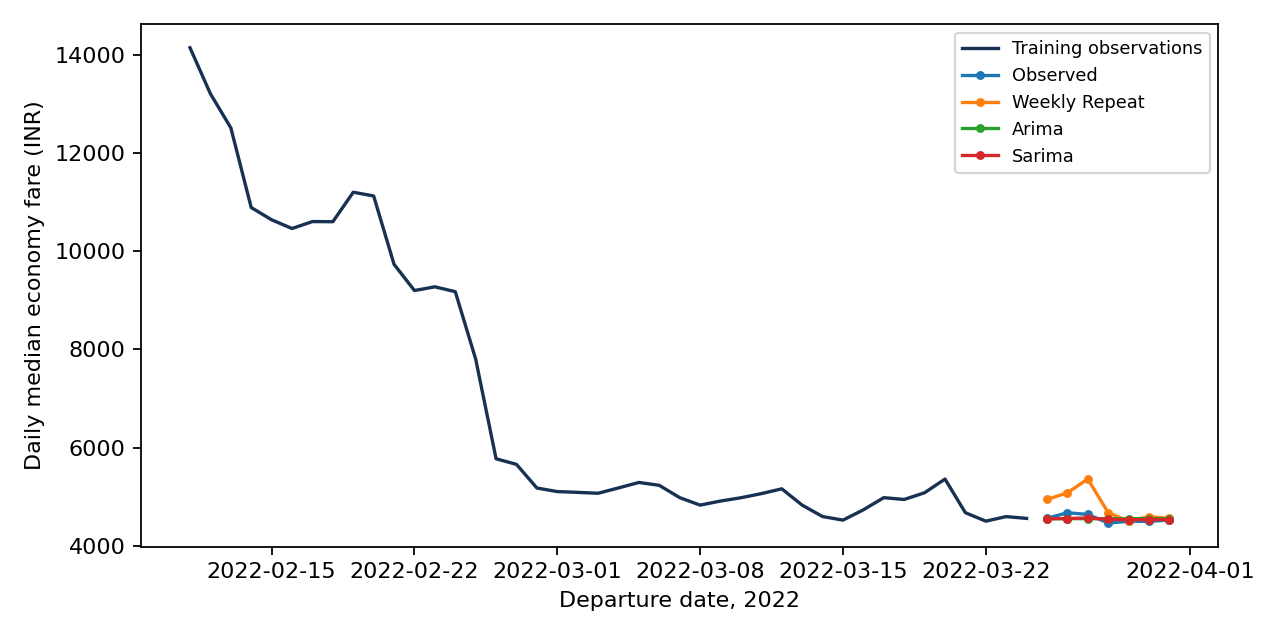 Daily median economy fare (INR)
14000
12000
10000
8000
6000
4000
Training observations
Observed
Weekly Repeat
Arima
Sarima
2022-02-15 2022-02-22 2022-03-01 2022-03-08 2022-03-15 2022-03-22 2022-04-01
Departure date, 2022